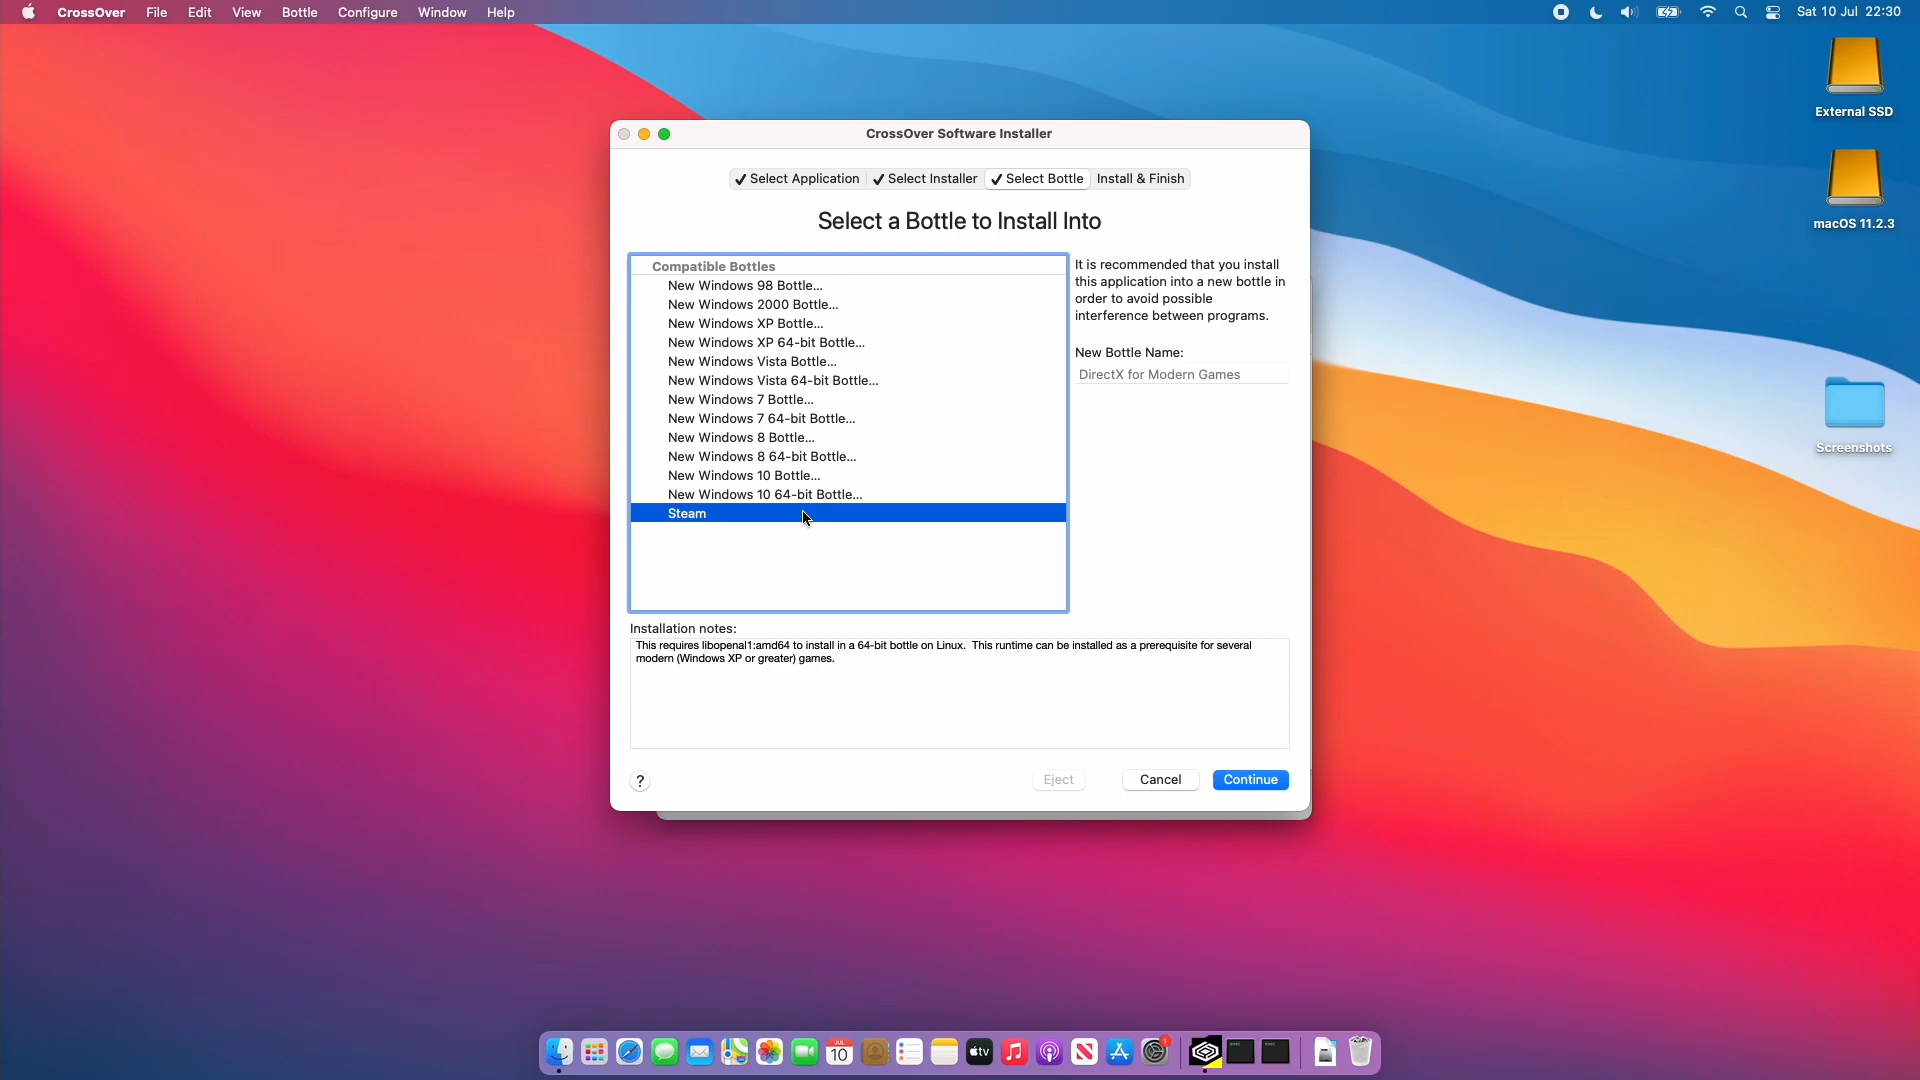 CrossOver File Edit View Bottle Configure Window Help
Sat 10 Jul 22:30
External SSD
macOS 11.2.3
Screenshots
CrossOver Software Installer
✓ Select Application ✓ Select Installer ✓ Select Bottle Install & Finish
Select a Bottle to Install Into
Compatible Bottles
New Windows 98 Bottle...
New Windows 2000 Bottle...
New Windows XP Bottle...
New Windows XP 64-bit Bottle...
New Windows Vista Bottle...
New Windows Vista 64-bit Bottle...
New Windows 7 Bottle...
New Windows 7 64-bit Bottle...
New Windows 8 Bottle...
New Windows 8 64-bit Bottle...
New Windows 10 Bottle...
New Windows 10 64-bit Bottle...
Steam
It is recommended that you install
this application into a new bottle in
order to avoid possible
interference between programs.
New Bottle Name:
DirectX for Modern Games
Installation notes:
This requires libopenal1:amd64 to install in a 64-bit bottle on Linux. This runtime can be installed as a prerequisite for several
modern (Windows XP or greater) games.
? Eject Cancel Continue
JUL
10
tv
1